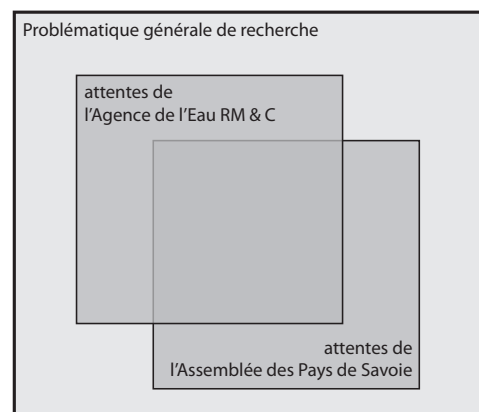 Problématique générale de recherche
attentes de
l'Agence de l'Eau RM & C
attentes de
l'Assemblée des Pays de Savoie